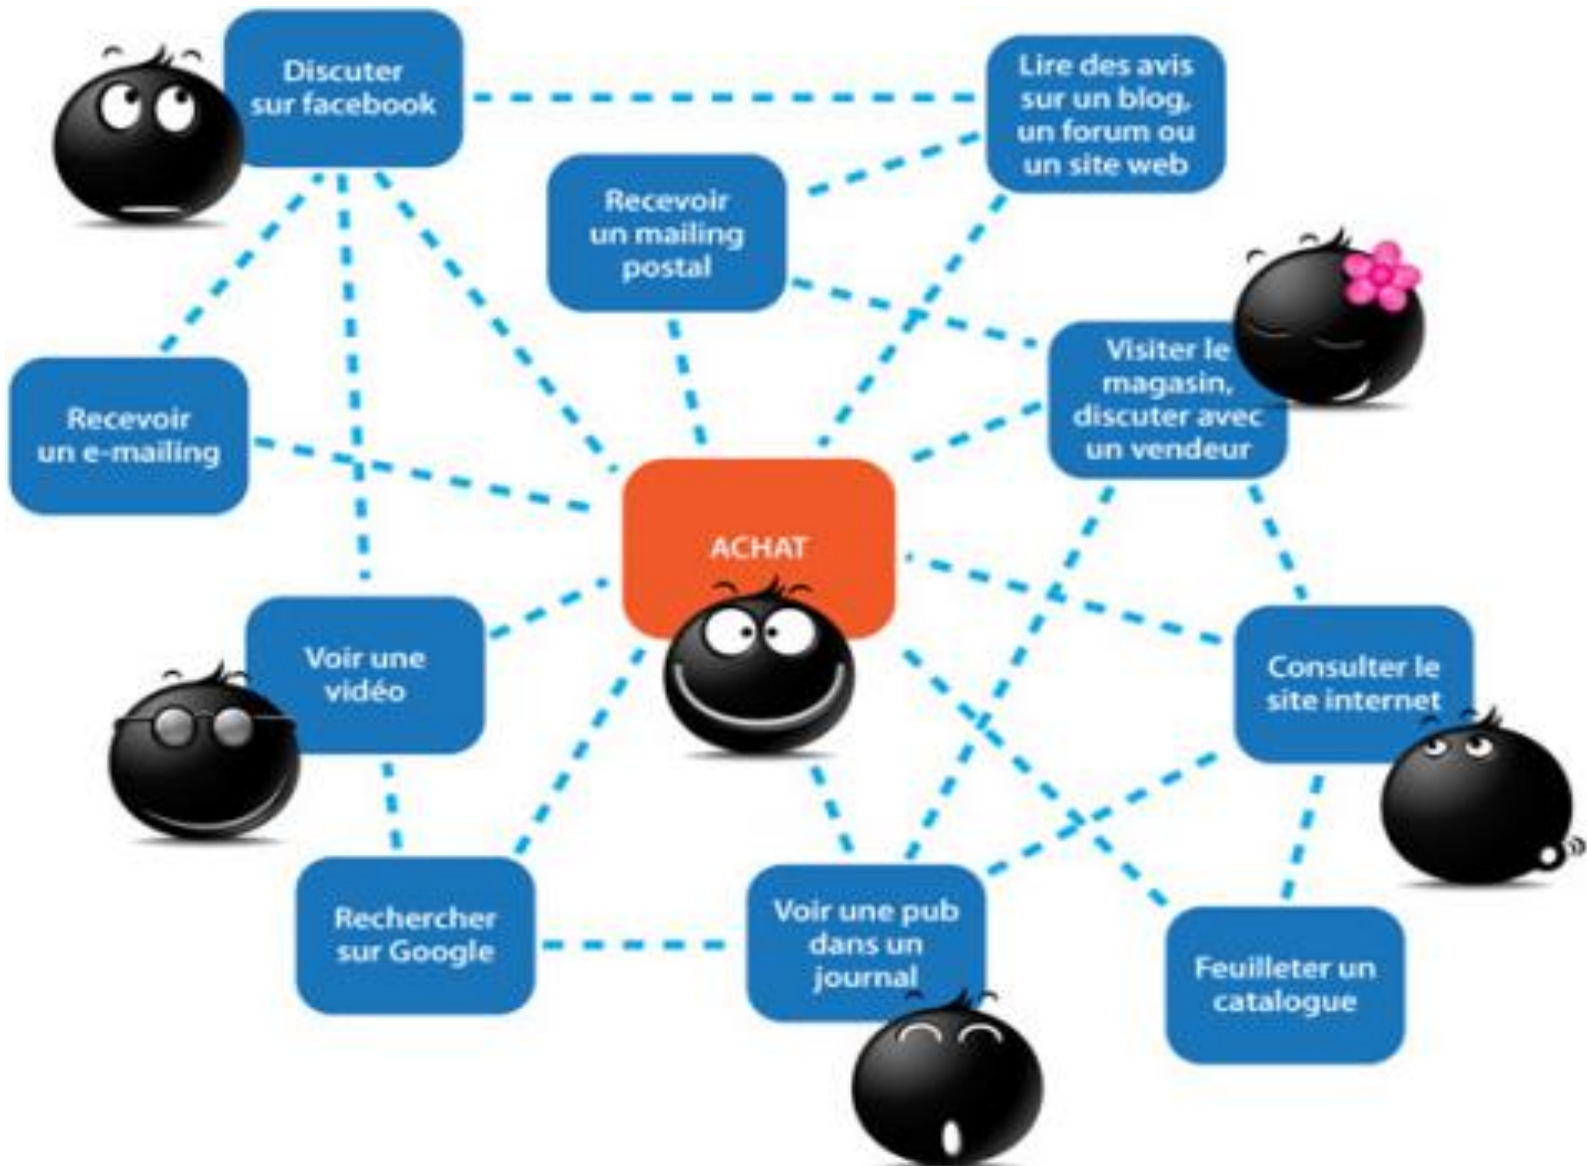 Discuter
sur facebook
Lire des avis
sur un blog,
un forum ou
un site web
Recevoir
un mailing
postal
Visiter le
magasin,
discuter avec
un vendeur
Recevoir
un e-mailing
ACHAT
Voir une
vidéo
Consulter le
site internet
Rechercher
sur Google
Voir une pub
dans un
journal
Feuilleter un
catalogue